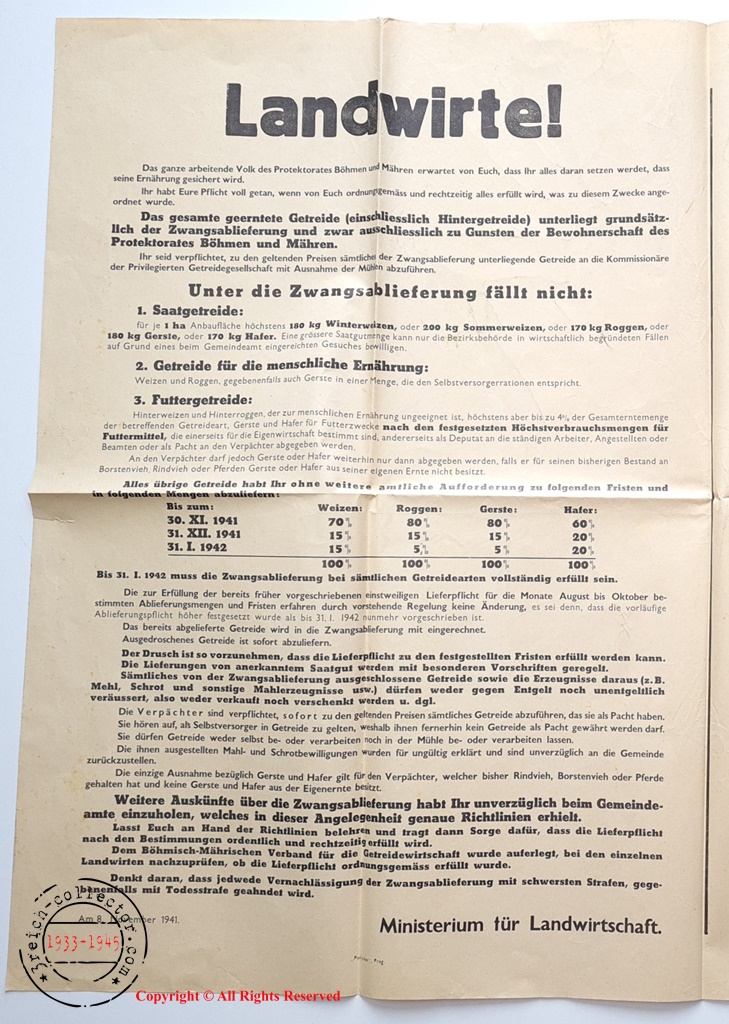 Landwirte!
Das ganze arbeitende Volk des Protektorates Böhmen und Mähren erwartet von Euch, dass Ihr alles daran setzen werdet, dass
seine Ernährung gesichert wird.
Ihr habt Eure Pflicht voll getan, wenn von Euch ordnungsgemäss und rechtzeitig alles erfüllt wird, was zu diesem Zwecke ange-
ordnet wurde.
Das gesamte geerntete Getreide (einschliesslich Hintergetreide) unterliegt grundsätz-
lich der Zwangsablieferung und zwar ausschliesslich zu Gunsten der Bewohnerschaft des
Protektorates Böhmen und Mähren.
Ihr seid verpflichtet, zu den geltenden Preisen sämtliches der Zwangsablieferung unterliegende Getreide an die Kommissionäre
der Privilegierten Getreidegesellschaft mit Ausnahme der Mühlen abzuführen.
Unter die Zwangsablieferung fällt nicht:
1. Saatgetreide:
für je 1 ha Anbaufläche höchstens 180 kg Winterweizen, oder 200 kg Sommerweizen, oder 170 kg Roggen, oder
180 kg Gerste, oder 170 kg Hafer. Eine grössere Saatgutmenge kann nur die Bezirksbehörde in wirtschaftlich begründeten Fällen
auf Grund eines beim Gemeindeamt eingereichten Gesuches bewilligen.
2. Getreide für die menschliche Ernährung:
Weizen und Roggen, gegebenenfalls auch Gerste in einer Menge, die den Selbstversorgerrationen entspricht.
3. Futtergetreide:
Hinterweizen und Hinterroggen, der zur menschlichen Ernährung ungeeignet ist, höchstens aber bis zu 4% der Gesamterntemenge
der betreffenden Getreideart, Gerste und Hafer für Futterzwecke nach den festgesetzten Höchstverbrauchsmengen für
Futtermittel, die einerseits für die Eigenwirtschaft bestimmt sind, andererseits als Deputat an die ständigen Arbeiter, Angestellten oder
Beamten oder als Pacht an den Verpächter abgegeben werden.
An den Verpächter darf jedoch Gerste oder Hafer weiterhin nur dann abgegeben werden, falls er für seinen bisherigen Bestand an
Borstenvieh, Rindvieh oder Pferden Gerste oder Hafer aus seiner eigenen Ernte nicht besitzt.
Alles übrige Getreide habt Ihr ohne weitere amtliche Aufforderung zu folgenden Fristen und
in folgenden Mengen abzuliefern:
Bis zum: Weizen: Roggen: Gerste: Hafer:
30. XI. 1941 70% 80% 80% 60%
31. XII. 1941 15% 15% 15% 20%
31. I. 1942 15% 5% 5% 20%
100% 100% 100% 100%
Bis 31. I. 1942 muss die Zwangsablieferung bei sämtlichen Getreidearten vollständig erfüllt sein.
Die zur Erfüllung der bereits früher vorgeschriebenen einstweiligen Lieferpflicht für die Monate August bis Oktober be-
stimmten Ablieferungsmengen und Fristen erfahren durch vorstehende Regelung keine Änderung, es sei denn, dass die vorläufige
Ablieferungspflicht höher festgesetzt wurde als bis 31. I. 1942 nunmehr vorgeschrieben ist.
Das bereits abgelieferte Getreide wird in die Zwangsablieferung mit eingerechnet.
Ausgedroschenes Getreide ist sofort abzuliefern.
Der Drusch ist so vorzunehmen, dass die Lieferpflicht zu den festgestellten Fristen erfüllt werden kann.
Die Lieferungen von anerkanntem Saatgut werden mit besonderen Vorschriften geregelt.
Sämtliches von der Zwangsablieferung ausgeschlossene Getreide sowie die Erzeugnisse daraus (z. B.
Mehl, Schrot und sonstige Mahlerzeugnisse usw.) dürfen weder gegen Entgelt noch unentgeltlich
veräussert, also weder verkauft noch verschenkt werden u. dgl.
Die Verpächter sind verpflichtet, sofort zu den geltenden Preisen sämtliches Getreide abzuführen, das sie als Pacht haben.
Sie hören auf, als Selbstversorger in Getreide zu gelten, weshalb ihnen fernerhin kein Getreide als Pacht gewährt werden darf.
Sie dürfen Getreide weder selbst be- oder verarbeiten noch in der Mühle be- oder verarbeiten lassen.
Die ihnen ausgestellten Mahl- und Schrotbewilligungen wurden für ungültig erklärt und sind unverzüglich an die Gemeinde
zurückzustellen.
Die einzige Ausnahme bezüglich Gerste und Hafer gilt für den Verpächter, welcher bisher Rindvieh, Borstenvieh oder Pferde
gehalten hat und keine Gerste und Hafer aus der Eigenernte besitzt.
Weitere Auskünfte über die Zwangsablieferung habt Ihr unverzüglich beim Gemeinde-
amte einzuholen, welches in dieser Angelegenheit genaue Richtlinien erhielt.
Lasst Euch an Hand der Richtlinien belehren und tragt dann Sorge dafür, dass die Lieferpflicht
nach den Bestimmungen ordentlich und rechtzeitig erfüllt wird.
Dem Böhmisch-Mährischen Verband für die Getreidewirtschaft wurde auferlegt, bei den einzelnen
Landwirten nachzuprüfen, ob die Lieferpflicht ordnungsgemäss erfüllt wurde.
Denkt daran, dass jedwede Vernachlässigung der Zwangsablieferung mit schwersten Strafen, gege-
benenfalls mit Todesstrafe geahndet wird.
Am 8. 1941.
Ministerium für Landwirtschaft.
Prag
3reich-collector.com
1933-1945
Copyright © All Rights Reserved